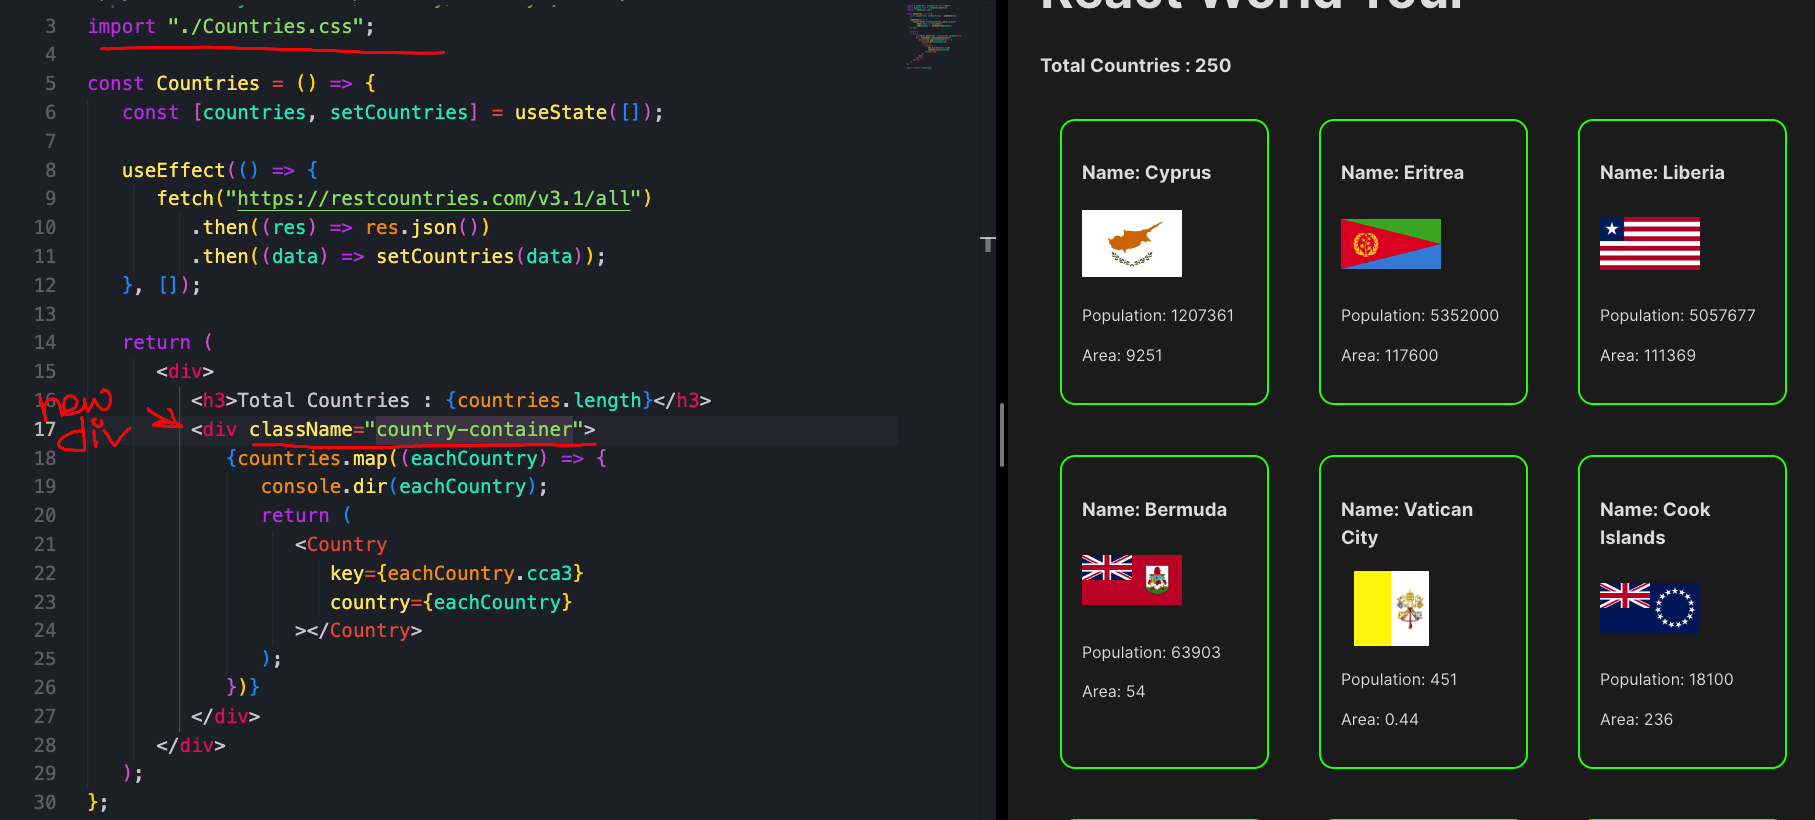 3 import "./Countries.css";
4
5 const Countries = () => {
6 const [countries, setCountries] = useState([]);
7
8 useEffect(() => {
9 fetch("https://restcountries.com/v3.1/all")
10 .then((res) => res.json())
11 .then((data) => setCountries(data));
12 }, []);
13
14 return (
15 <div>
16 <h3>Total Countries : {countries.length}</h3>
new
div
17 <div className="country-container">
18 {countries.map((eachCountry) => {
19 console.dir(eachCountry);
20 return (
21 <Country
22 key={eachCountry.cca3}
23 country={eachCountry}
24 ></Country>
25 );
26 })}
27 </div>
28 </div>
29 );
30 };
T
React World Tour
Total Countries : 250
Name: Cyprus
Population: 1207361
Area: 9251
Name: Eritrea
Population: 5352000
Area: 117600
Name: Liberia
Population: 5057677
Area: 111369
Name: Bermuda
Population: 63903
Area: 54
Name: Vatican
City
Population: 451
Area: 0.44
Name: Cook
Islands
Population: 18100
Area: 236